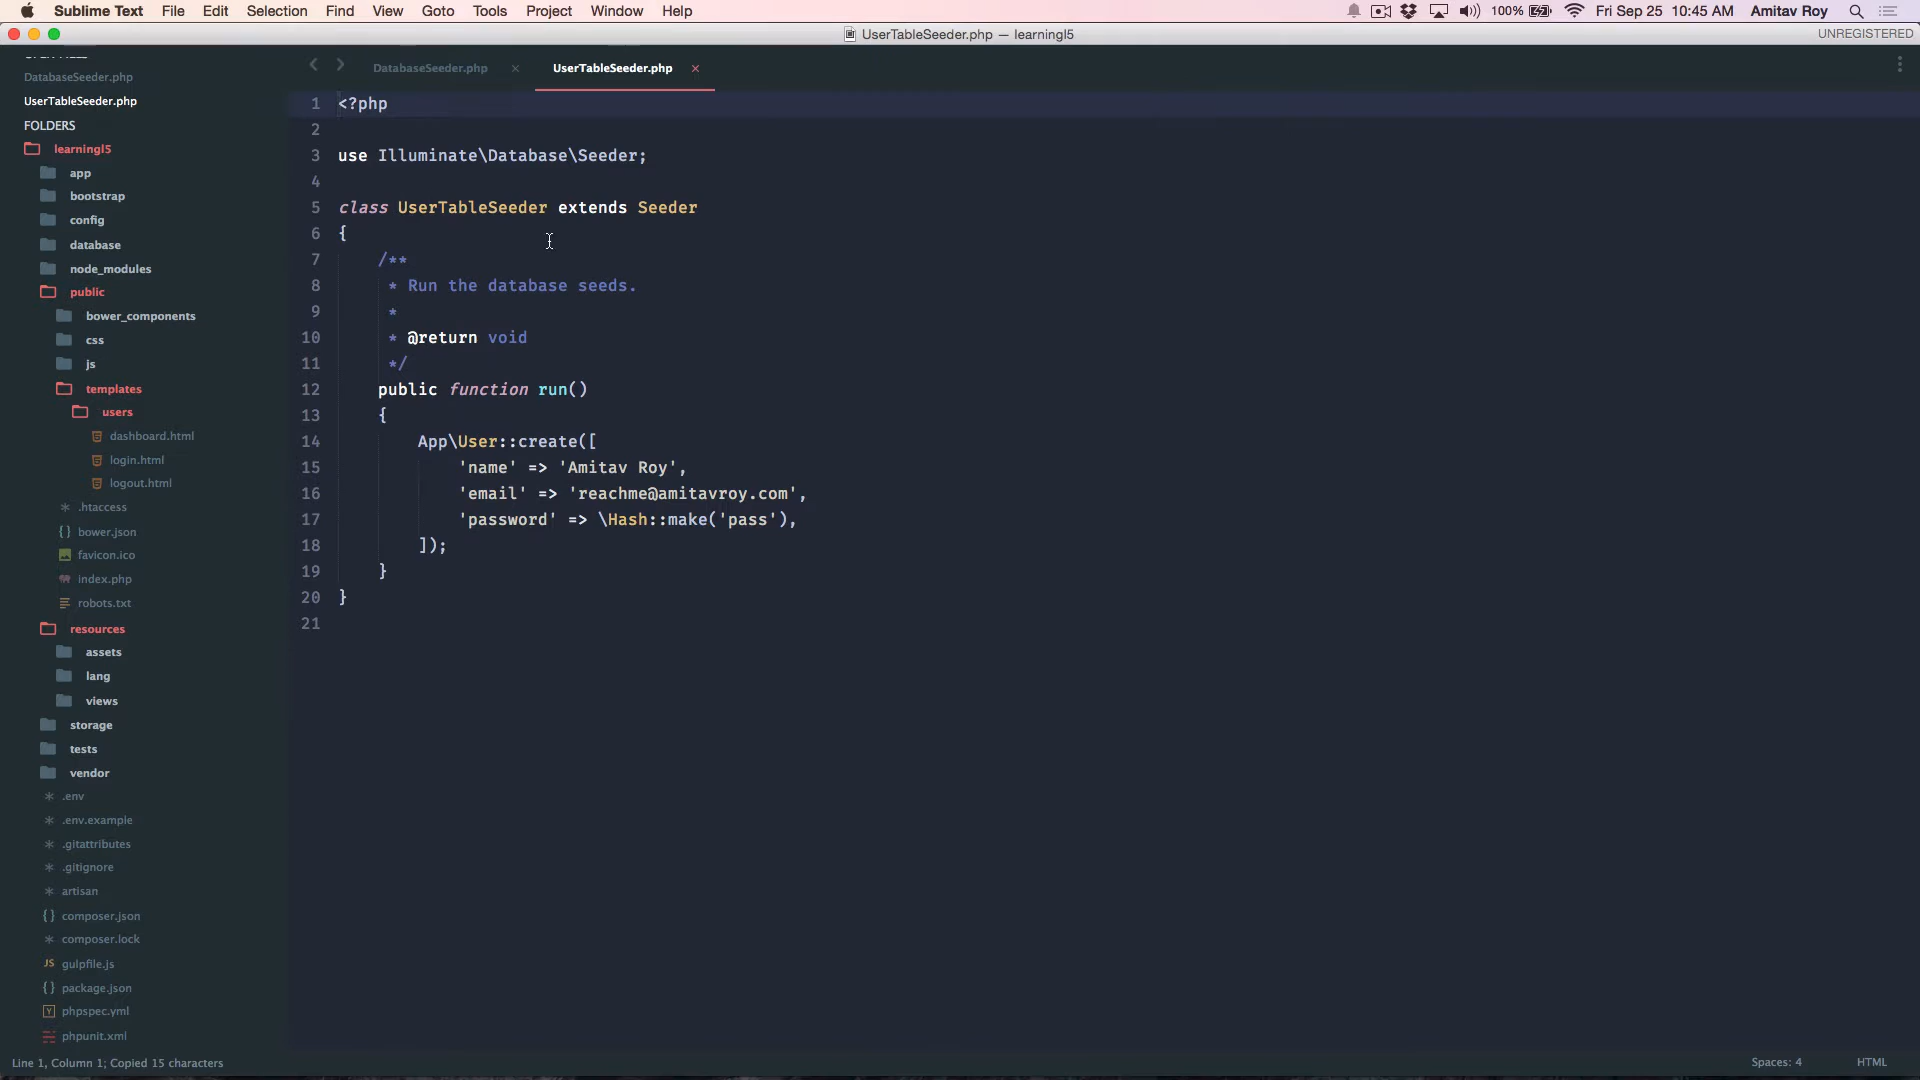 Sublime Text File Edit Selection Find View Goto Tools Project Window Help 100% Fri Sep 25 10:45 AM Amitav Roy
UserTableSeeder.php — learningl5 UNREGISTERED
DatabaseSeeder.php
UserTableSeeder.php
FOLDERS
learningl5
app
bootstrap
config
database
node_modules
public
bower_components
css
js
templates
users
dashboard.html
login.html
logout.html
.htaccess
bower.json
favicon.ico
index.php
robots.txt
resources
assets
lang
views
storage
tests
vendor
.env
.env.example
.gitattributes
.gitignore
artisan
composer.json
composer.lock
gulpfile.js
package.json
phpspec.yml
phpunit.xml
DatabaseSeeder.php × UserTableSeeder.php ×
1 <?php
2
3 use Illuminate\Database\Seeder;
4
5 class UserTableSeeder extends Seeder
6 {
7 /**
8 * Run the database seeds.
9 *
10 * @return void
11 */
12 public function run()
13 {
14 App\User::create([
15 'name' => 'Amitav Roy',
16 'email' => 'reachme@amitavroy.com',
17 'password' => \Hash::make('pass'),
18 ]);
19 }
20 }
21
Line 1, Column 1; Copied 15 characters Spaces: 4 HTML